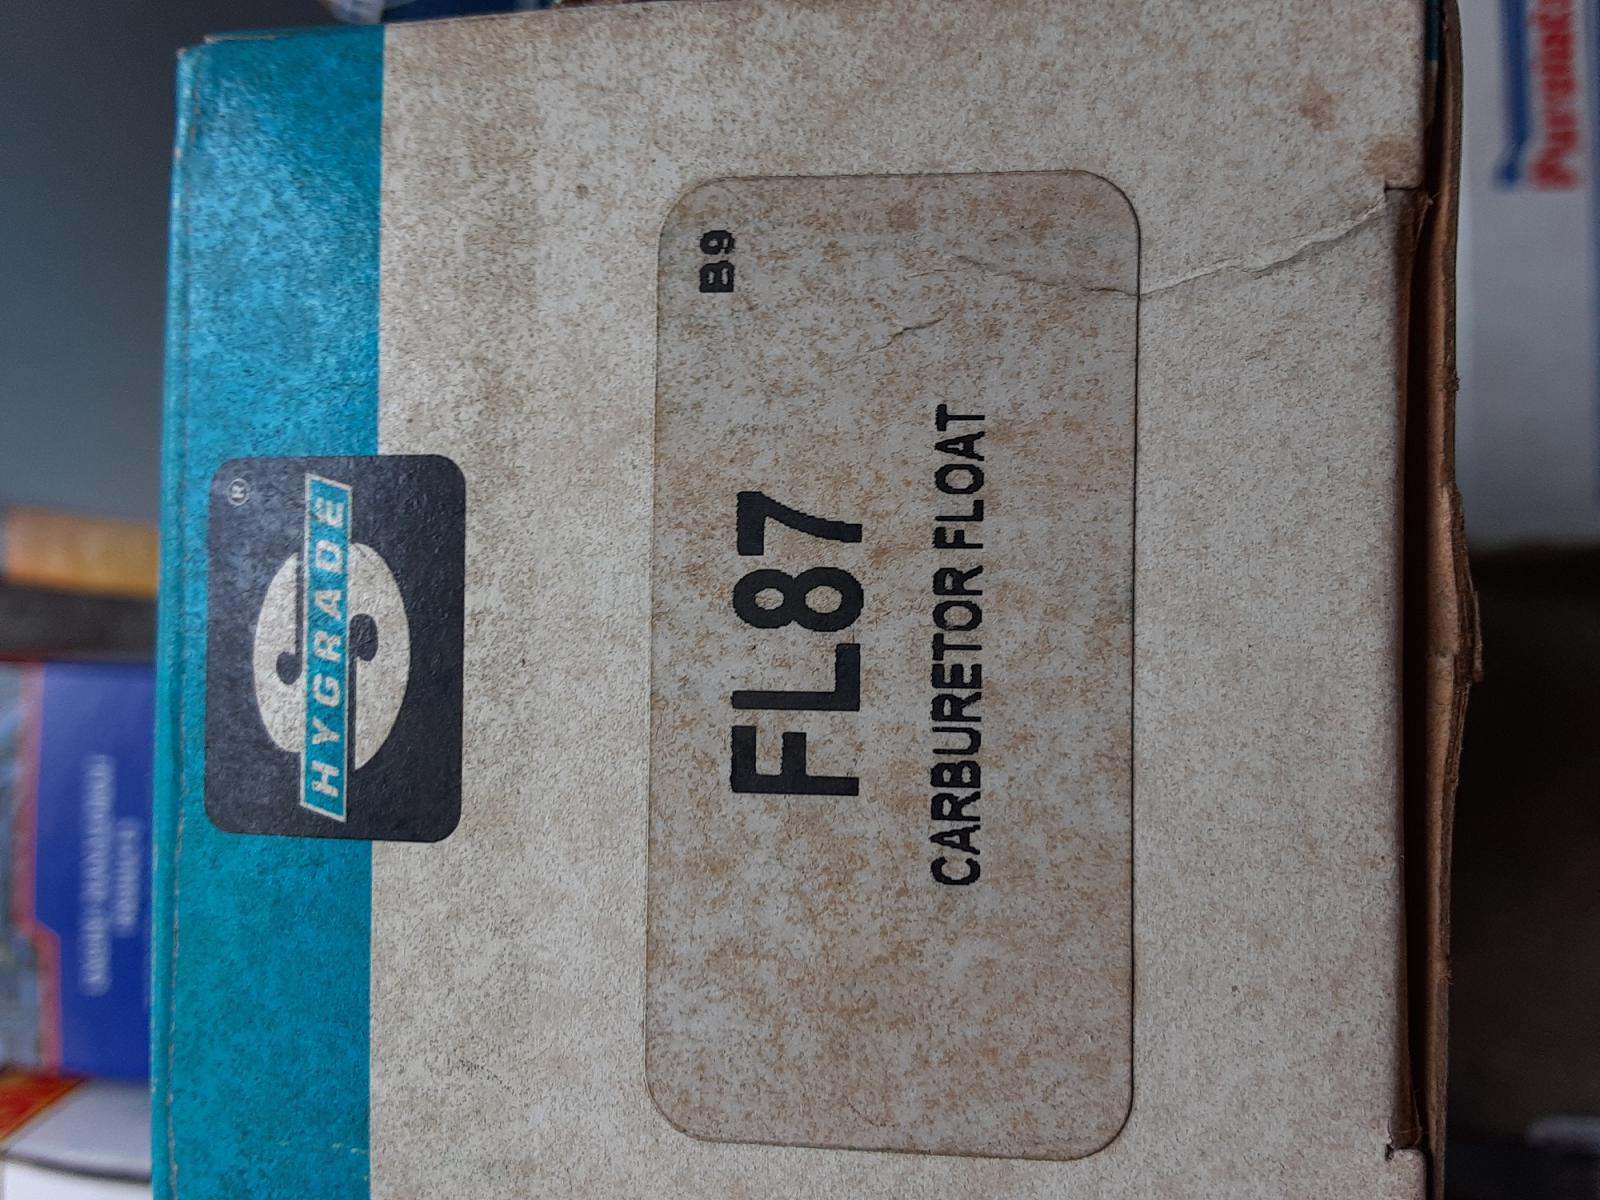 HYGRADE
®
B9
FL87
CARBURETOR FLOAT